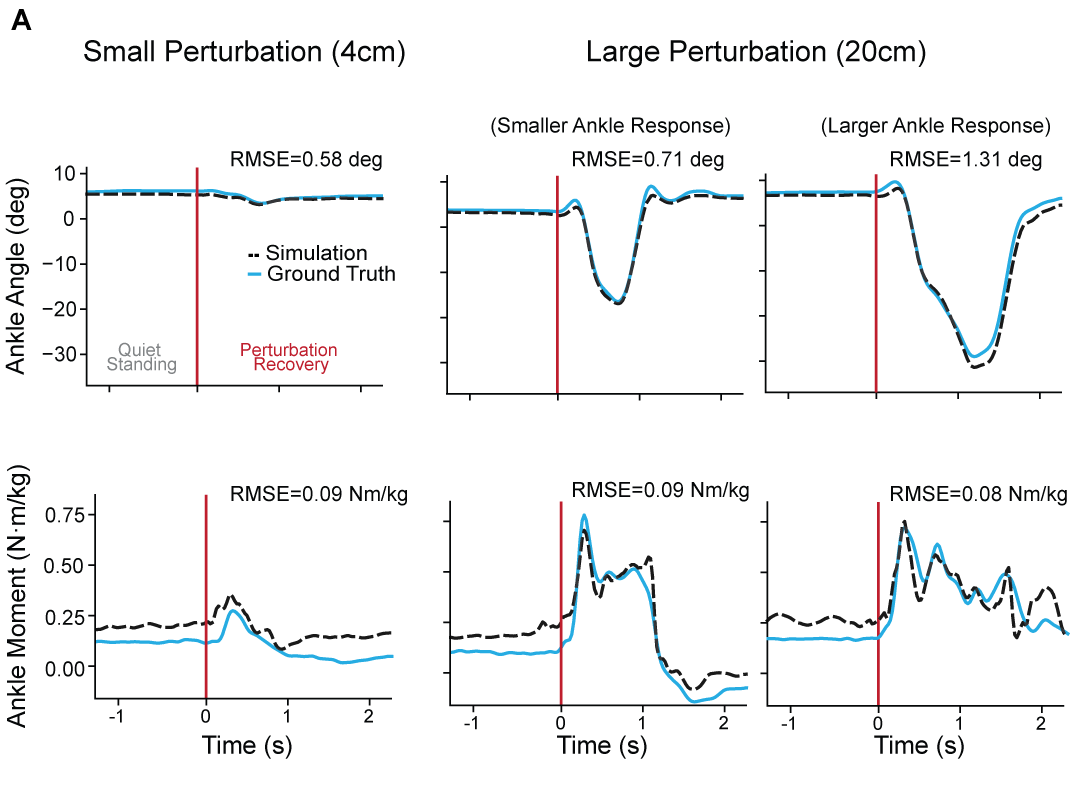 A
Small Perturbation (4cm)
Large Perturbation (20cm)
(Smaller Ankle Response)
(Larger Ankle Response)
RMSE=0.58 deg
RMSE=0.71 deg
RMSE=1.31 deg
Ankle Angle (deg)
10
0
−10
−20
−30
Simulation
Ground Truth
Quiet
Standing
Perturbation
Recovery
RMSE=0.09 Nm/kg
RMSE=0.09 Nm/kg
RMSE=0.08 Nm/kg
Ankle Moment (N·m/kg)
0.75
0.50
0.25
0.00
-1 0 1 2
-1 0 1 2
-1 0 1 2
Time (s)
Time (s)
Time (s)